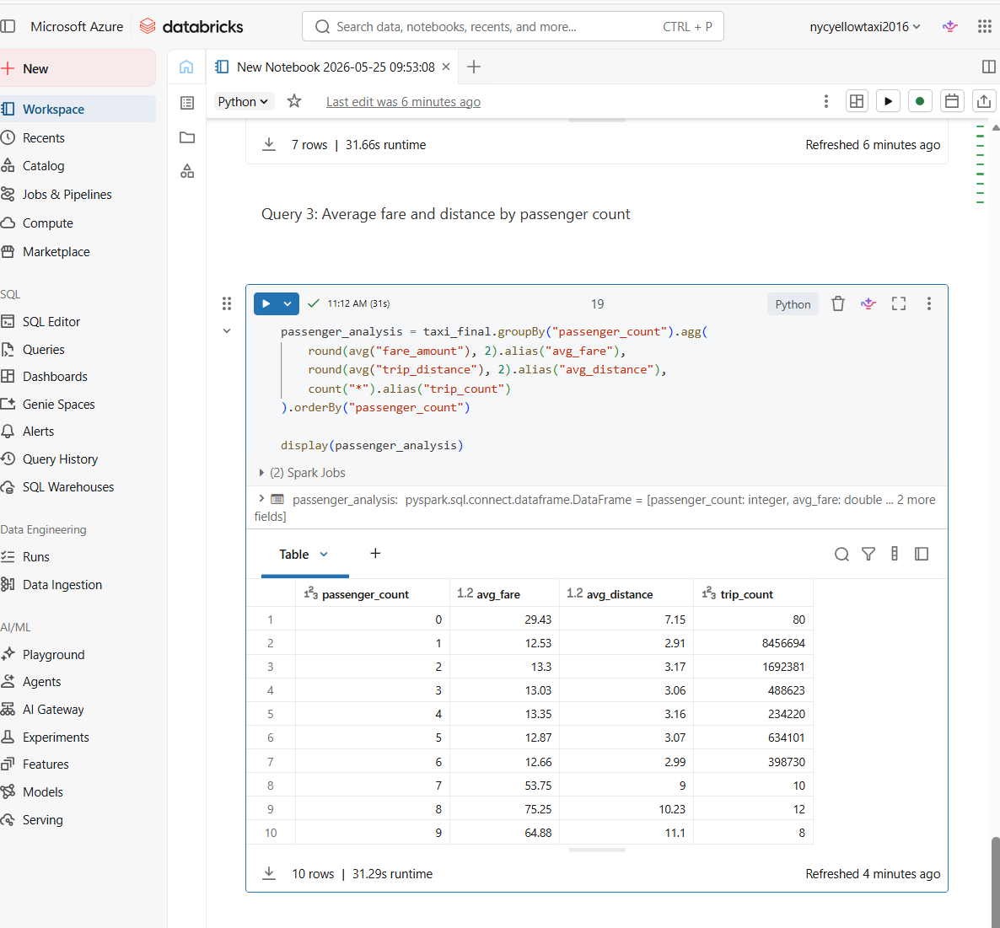 Microsoft Azure
databricks
Search data, notebooks, recents, and more...
CTRL + P
nycyellowtaxi2016
New
Workspace
Recents
Catalog
Jobs & Pipelines
Compute
Marketplace
SQL
SQL Editor
Queries
Dashboards
Genie Spaces
Alerts
Query History
SQL Warehouses
Data Engineering
Runs
Data Ingestion
AI/ML
Playground
Agents
AI Gateway
Experiments
Features
Models
Serving
New Notebook 2026-05-25 09:53:08
Python
Last edit was 6 minutes ago
7 rows | 31.66s runtime
Refreshed 6 minutes ago
Query 3: Average fare and distance by passenger count
11:12 AM (31s)
19
Python
passenger_analysis = taxi_final.groupBy("passenger_count").agg(
round(avg("fare_amount"), 2).alias("avg_fare"),
round(avg("trip_distance"), 2).alias("avg_distance"),
count("*").alias("trip_count")
).orderBy("passenger_count")
display(passenger_analysis)
(2) Spark Jobs
passenger_analysis: pyspark.sql.connect.dataframe.DataFrame = [passenger_count: integer, avg_fare: double ... 2 more
fields]
Table
123 passenger_count 1.2 avg_fare 1.2 avg_distance 123 trip_count
1 0 29.43 7.15 80
2 1 12.53 2.91 8456694
3 2 13.3 3.17 1692381
4 3 13.03 3.06 488623
5 4 13.35 3.16 234220
6 5 12.87 3.07 634101
7 6 12.66 2.99 398730
8 7 53.75 9 10
9 8 75.25 10.23 12
10 9 64.88 11.1 8
10 rows | 31.29s runtime
Refreshed 4 minutes ago